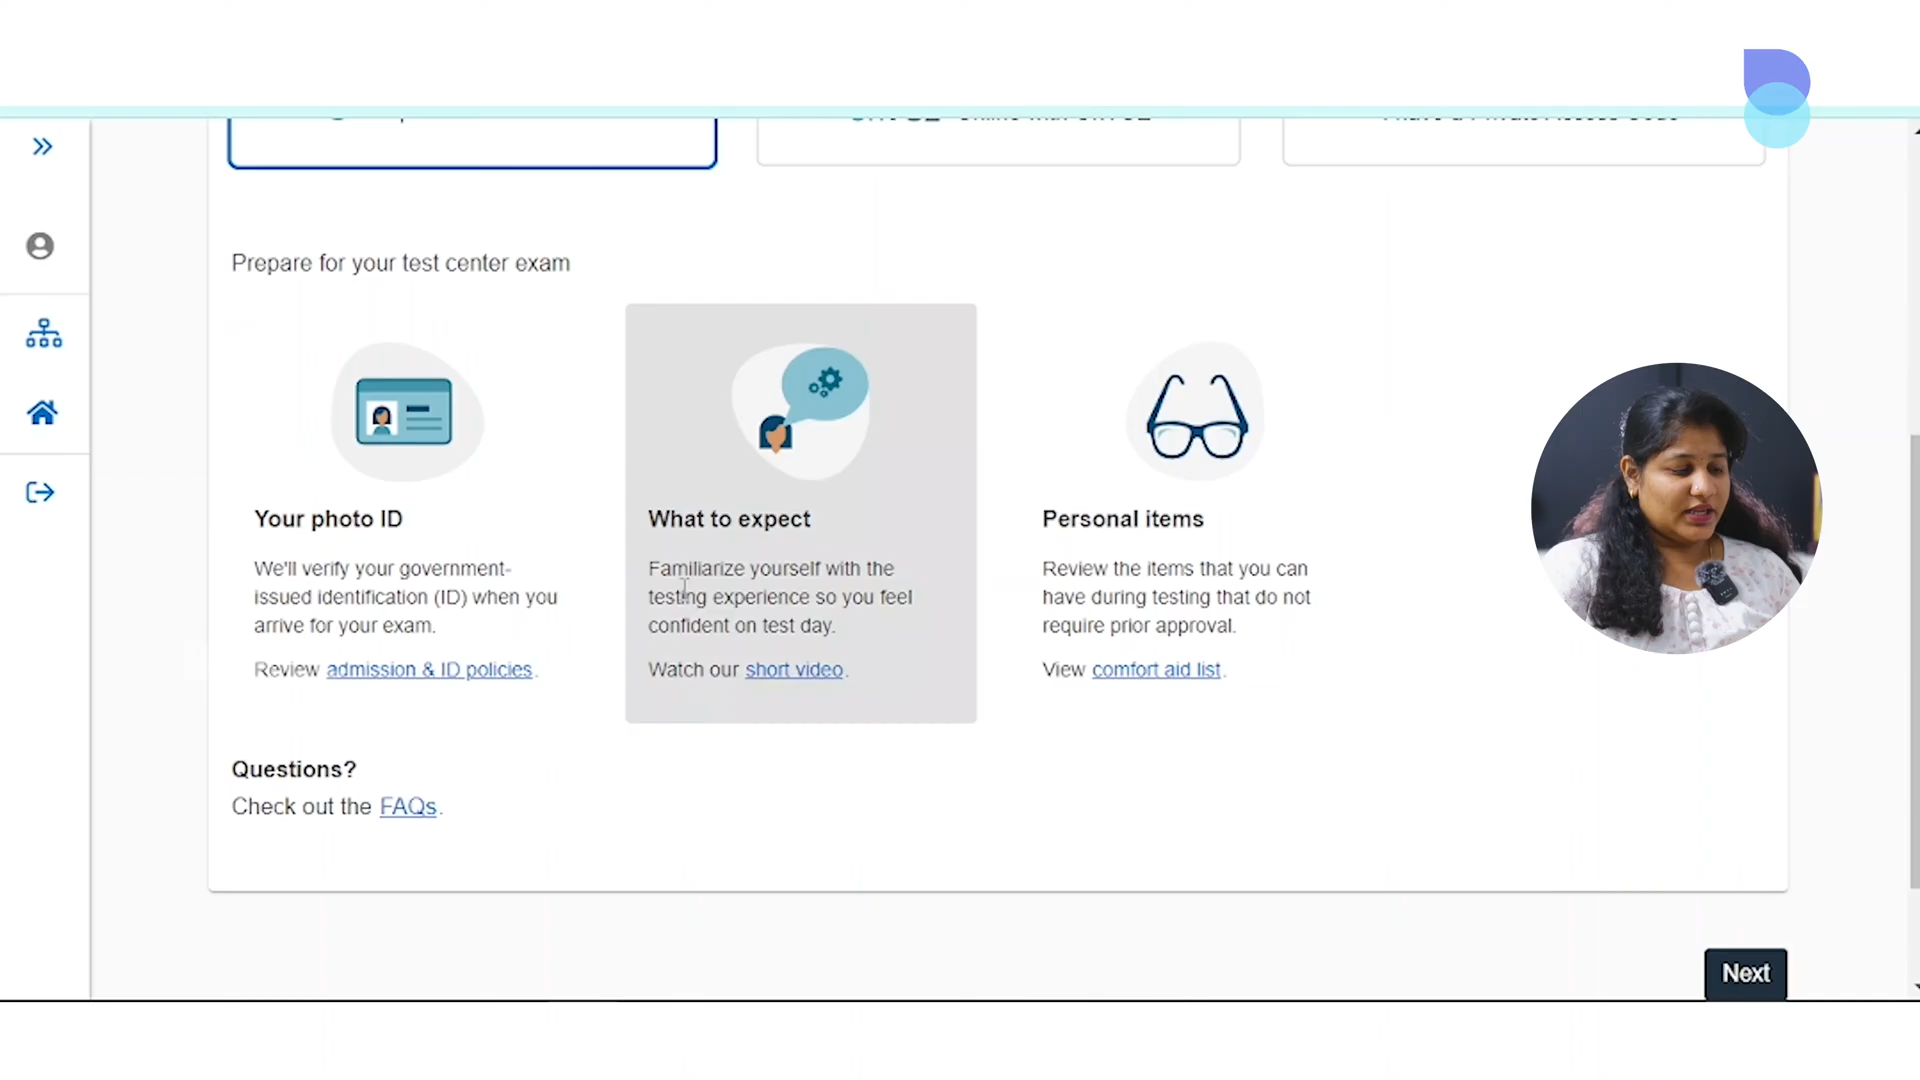 Prepare for your test center exam
Your photo ID
We'll verify your government-
issued identification (ID) when you
arrive for your exam.
Review admission & ID policies.
What to expect
Familiarize yourself with the
testing experience so you feel
confident on test day.
Watch our short video.
Personal items
Review the items that you can
have during testing that do not
require prior approval.
View comfort aid list.
Questions?
Check out the FAQs.
Next